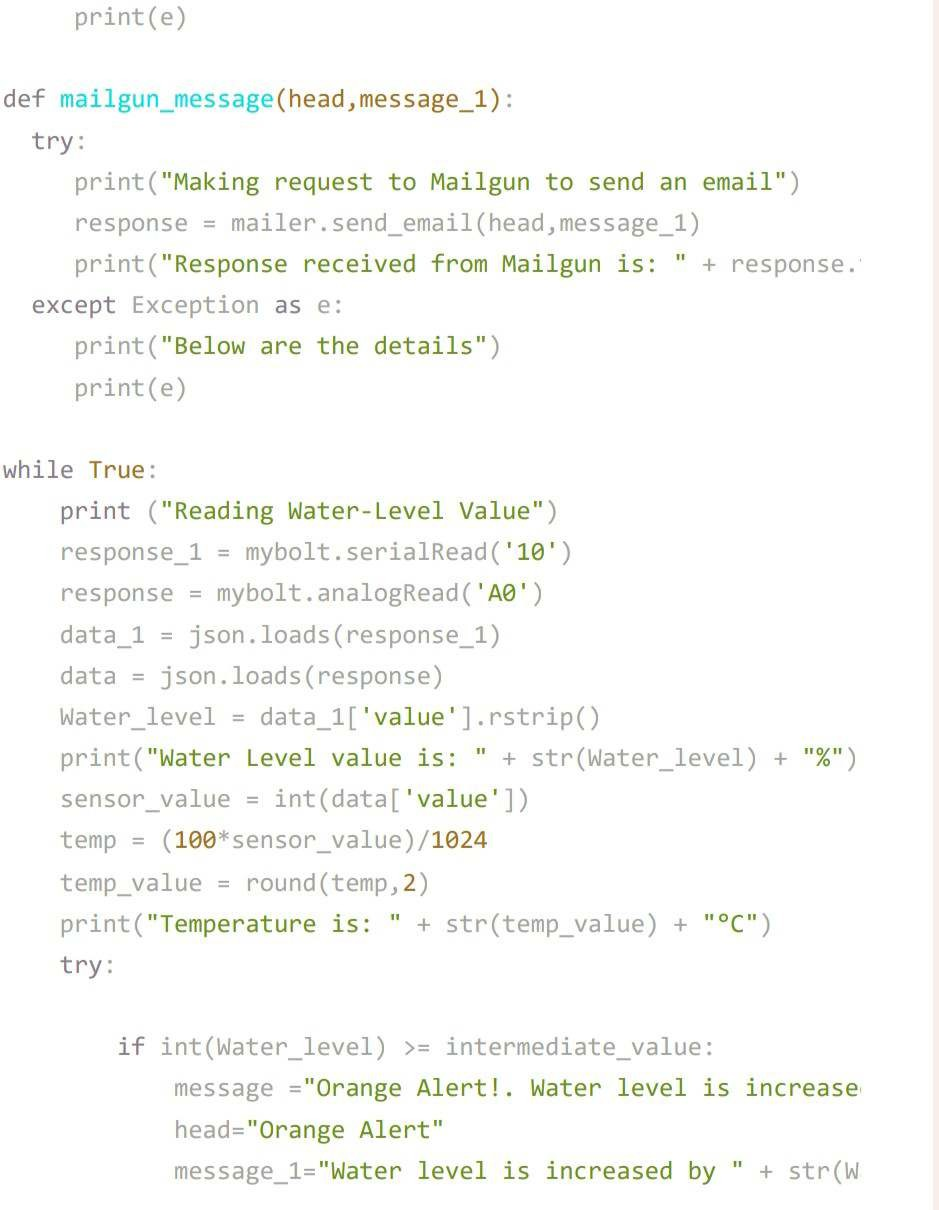 print(e)
def mailgun_message(head,message_1):
try:
print("Making request to Mailgun to send an email")
response = mailer.send_email(head,message_1)
print("Response received from Mailgun is: " + response.
except Exception as e:
print("Below are the details")
print(e)
while True:
print ("Reading Water-Level Value")
response_1 = mybolt.serialRead('10')
response = mybolt.analogRead('A0')
data_1 = json.loads(response_1)
data = json.loads(response)
Water_level = data_1['value'].rstrip()
print("Water Level value is: " + str(Water_level) + "%")
sensor_value = int(data['value'])
temp = (100*sensor_value)/1024
temp_value = round(temp,2)
print("Temperature is: " + str(temp_value) + "°C")
try:
if int(Water_level) >= intermediate_value:
message ="Orange Alert!. Water level is increase
head="Orange Alert"
message_1="Water level is increased by " + str(W